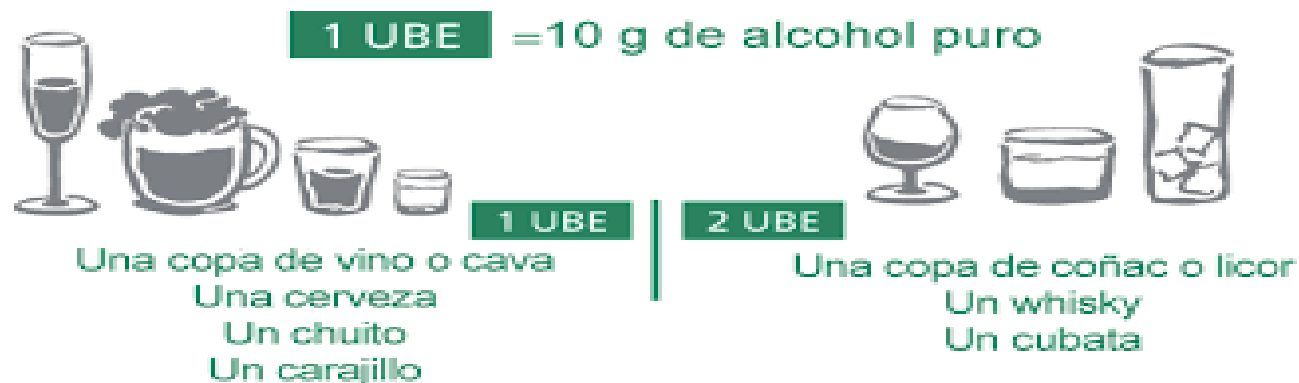 1 UBE =10 g de alcohol puro
1 UBE
2 UBE
Una copa de vino o cava
Una cerveza
Un chuito
Un carajillo
Una copa de coñac o licor
Un whisky
Un cubata